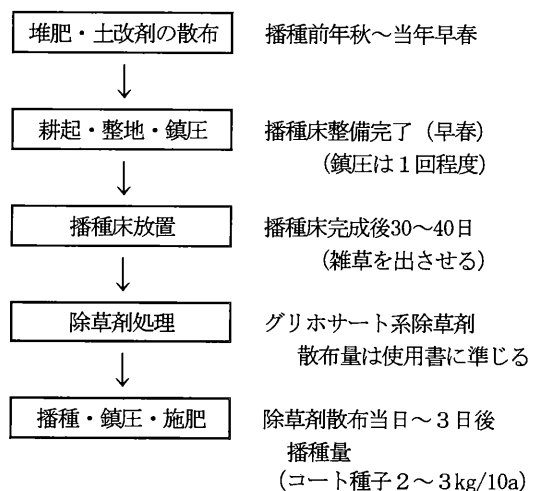 堆肥・土改剤の散布
播種前年秋～当年早春
耕起・整地・鎮圧
播種床整備完了（早春）
（鎮圧は１回程度）
播種床放置
播種床完成後30～40日
（雑草を出させる）
除草剤処理
グリホサート系除草剤
散布量は使用書に準じる
播種・鎮圧・施肥
除草剤散布当日～３日後
播種量
（コート種子２～３kg/10a）